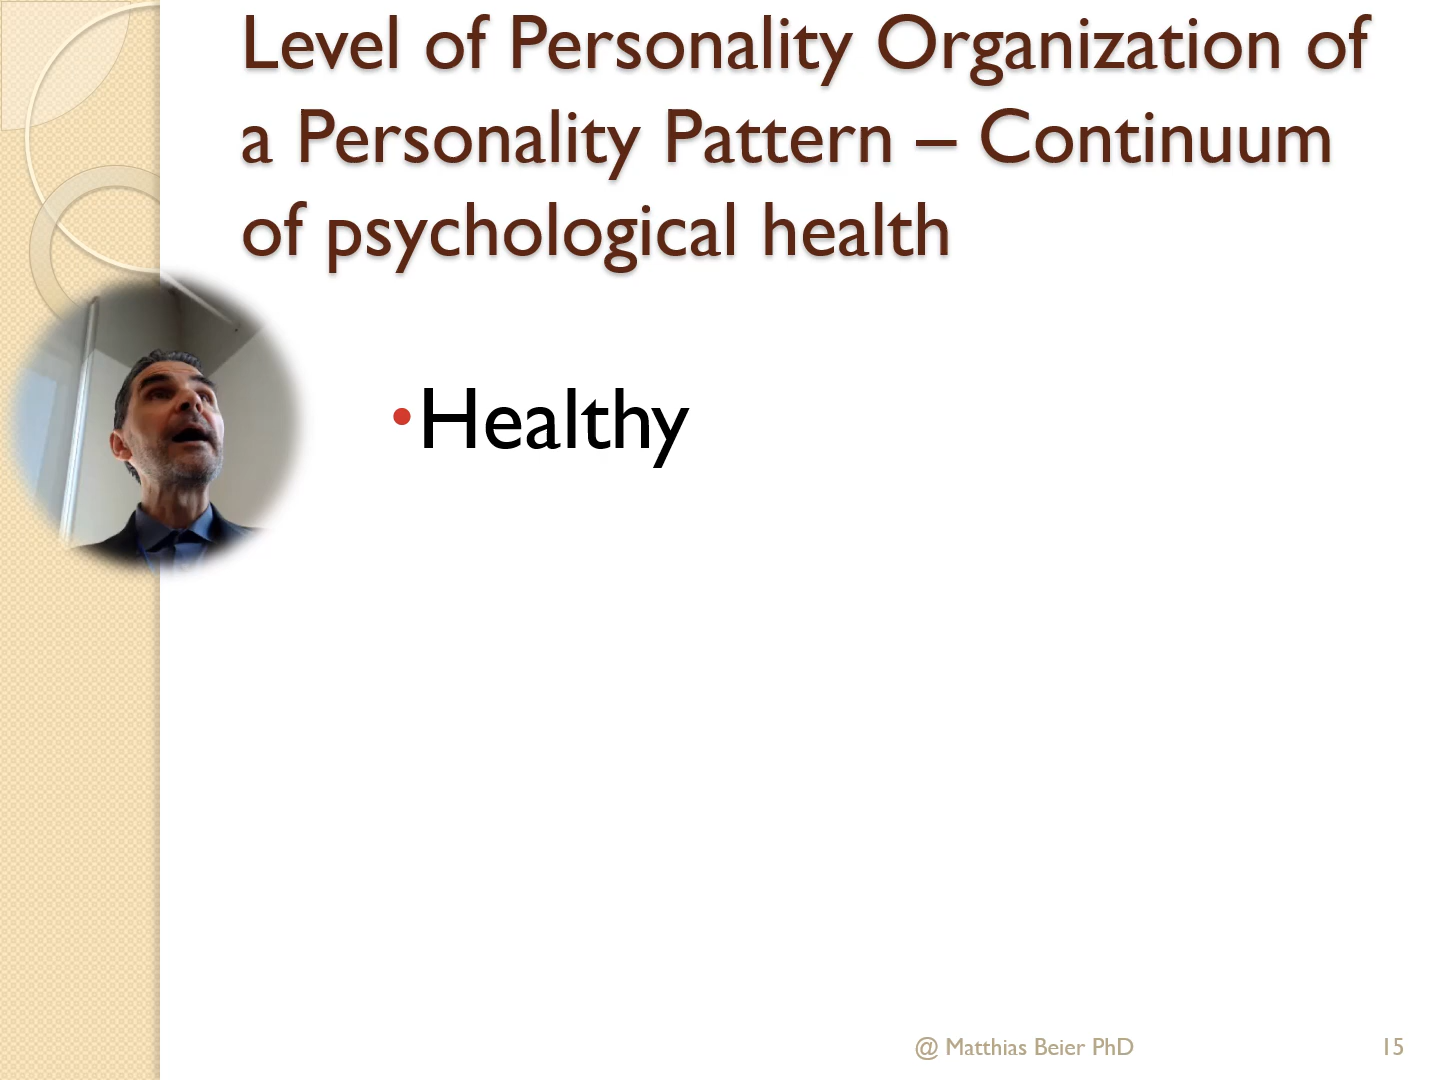 Level of Personality Organization of
a Personality Pattern – Continuum
of psychological health
•Healthy
@ Matthias Beier PhD 15